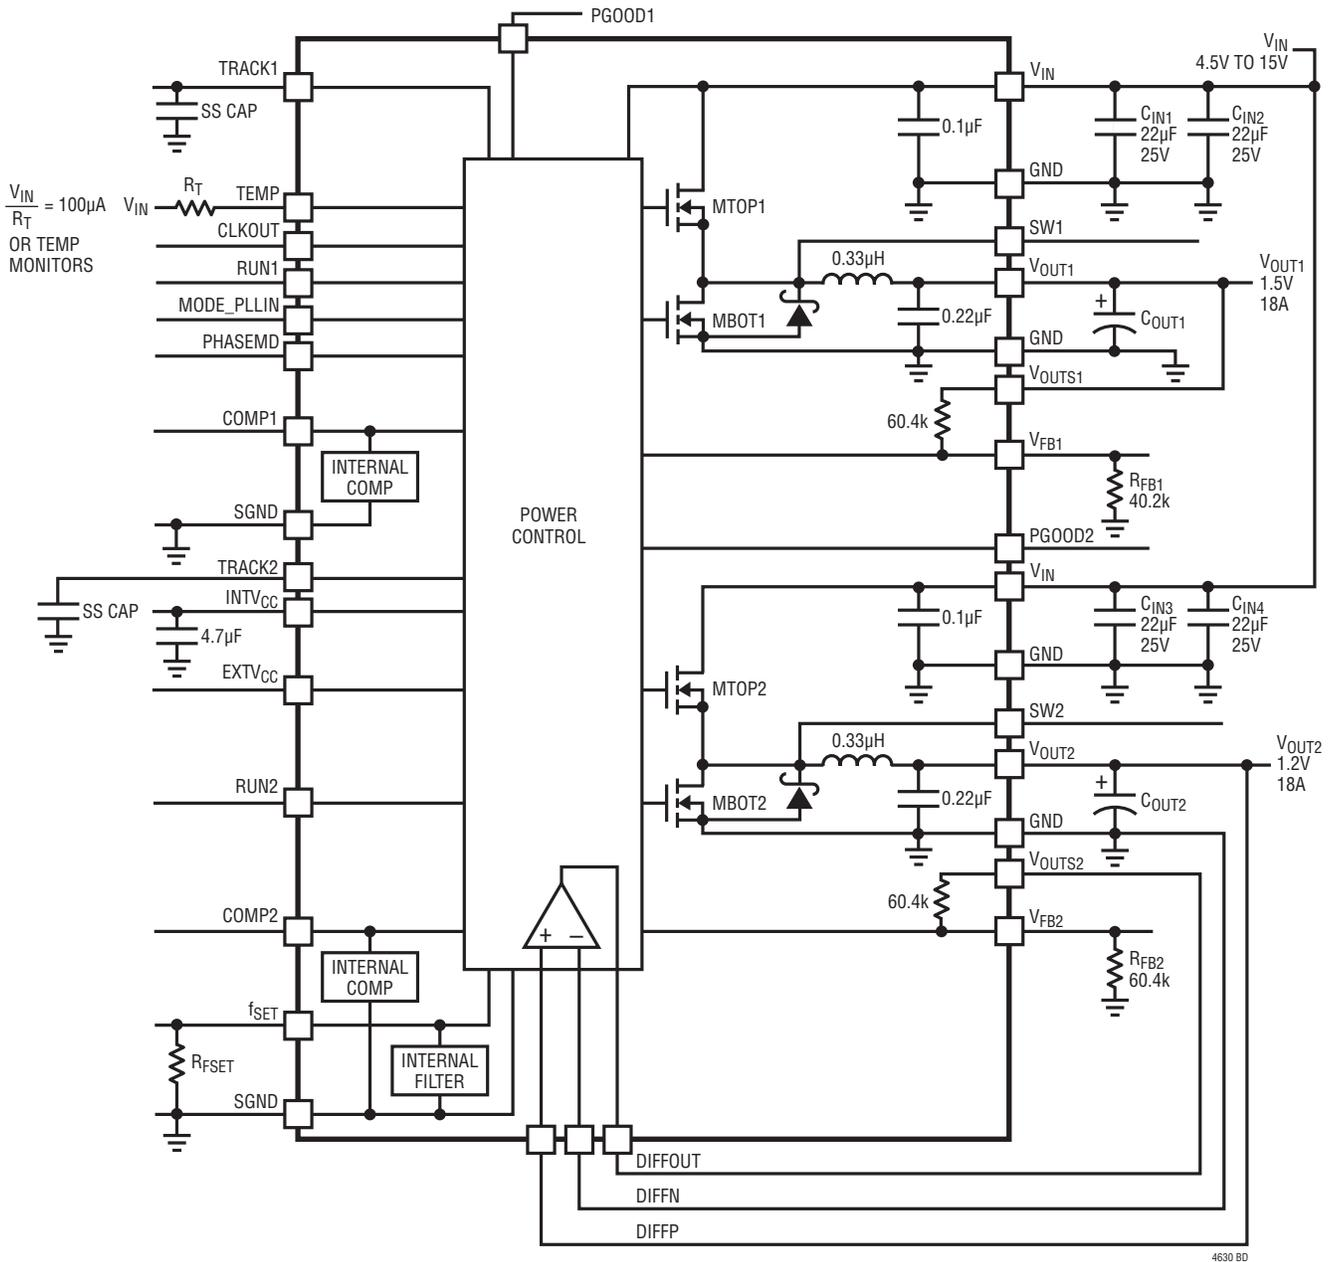 PGOOD1
TRACK1
SS CAP
VIN
RT
= 100µA
OR TEMP
MONITORS
VIN
RT
TEMP
CLKOUT
RUN1
MODE_PLLIN
PHASEMD
COMP1
INTERNAL
COMP
SGND
TRACK2
SS CAP
INTVCC
4.7µF
EXTVCC
RUN2
COMP2
INTERNAL
COMP
fSET
RFSET
INTERNAL
FILTER
SGND
POWER
CONTROL
+
–
MTOP1
MBOT1
0.1µF
0.33µH
0.22µF
60.4k
VIN
GND
SW1
VOUT1
GND
VOUTS1
VFB1
PGOOD2
VIN
4.5V TO 15V
CIN1
22µF
25V
CIN2
22µF
25V
VOUT1
1.5V
18A
+
COUT1
RFB1
40.2k
MTOP2
MBOT2
0.1µF
0.33µH
0.22µF
60.4k
VIN
GND
SW2
VOUT2
GND
VOUTS2
VFB2
CIN3
22µF
25V
CIN4
22µF
25V
VOUT2
1.2V
18A
+
COUT2
RFB2
60.4k
DIFFOUT
DIFFN
DIFFP
4630 BD